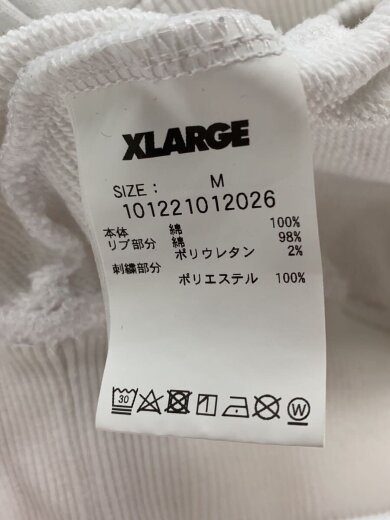 XLARGE
SIZE: M
101221012026
本体 綿 100%
リブ部分 綿 98%
ポリウレタン 2%
刺繍部分
ポリエステル 100%
30
W